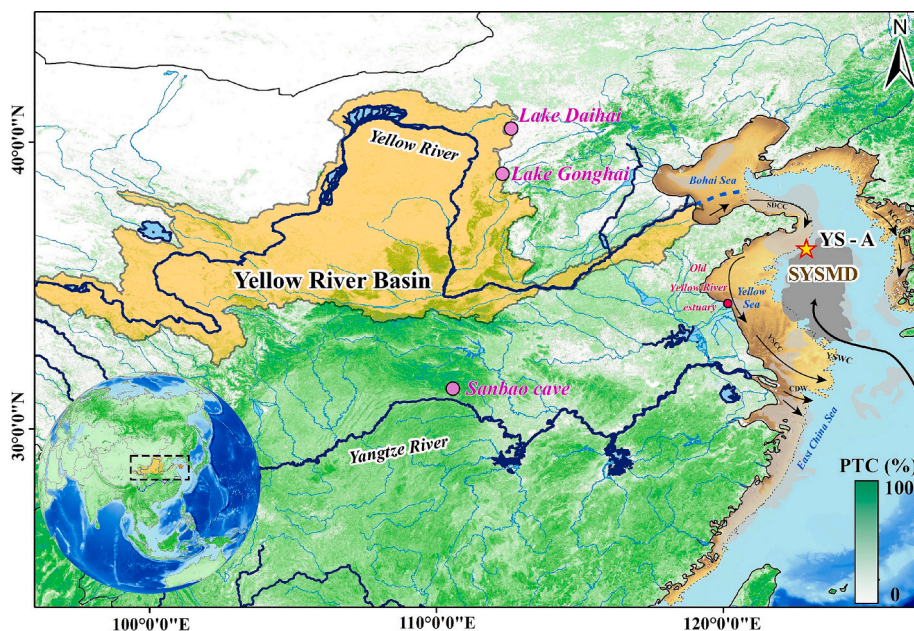 N
40°0'0"N
30°0'0"N
Lake Daihai
Yellow River
Lake Gonghai
Bohai Sea
SDCC
KCC
YS - A
SYSMD
Yellow River Basin
Old
Yellow River
estuary
Yellow
Sea
YSCC
YSWC
CDW
Sanbao cave
Yangtze River
East China Sea
PTC (%)
100
0
100°0'0"E
110°0'0"E
120°0'0"E